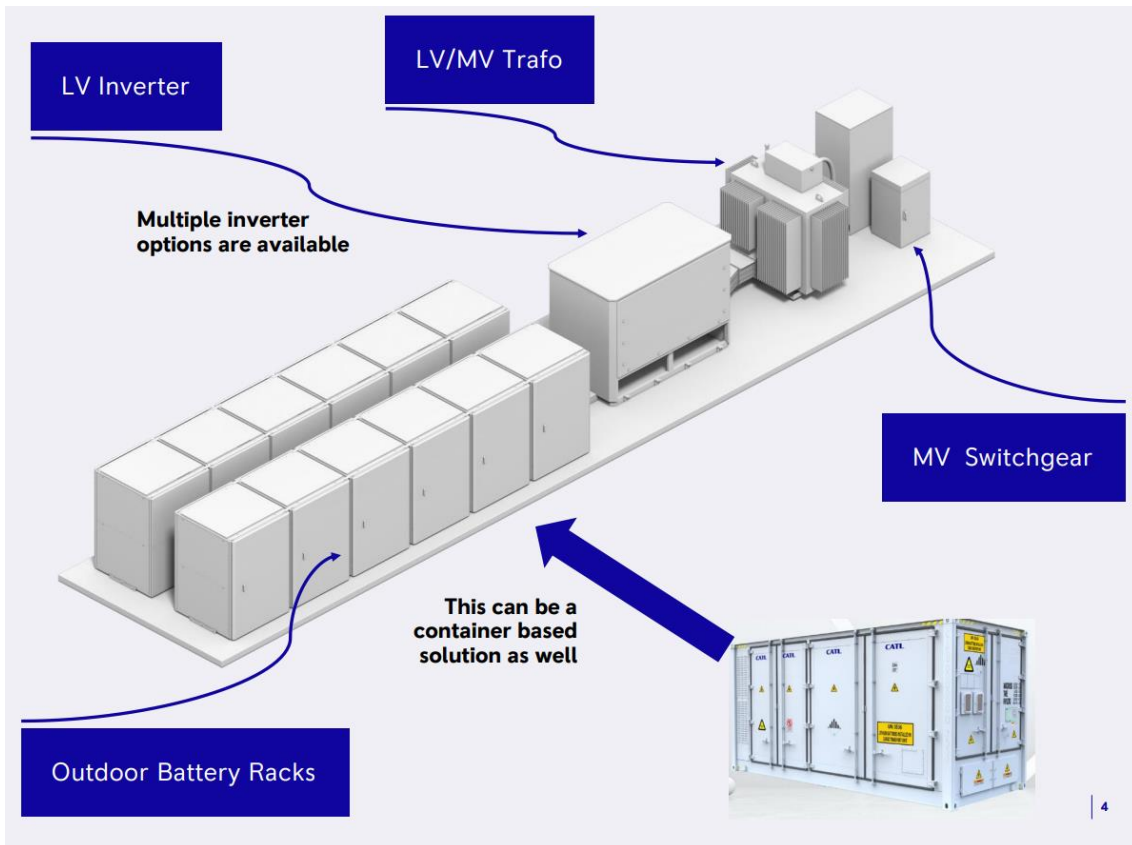 LV Inverter
LV/MV Trafo
Multiple inverter
options are available
MV Switchgear
This can be a
container based
solution as well
CATL
CATL
CATL
CATL
Outdoor Battery Racks
4